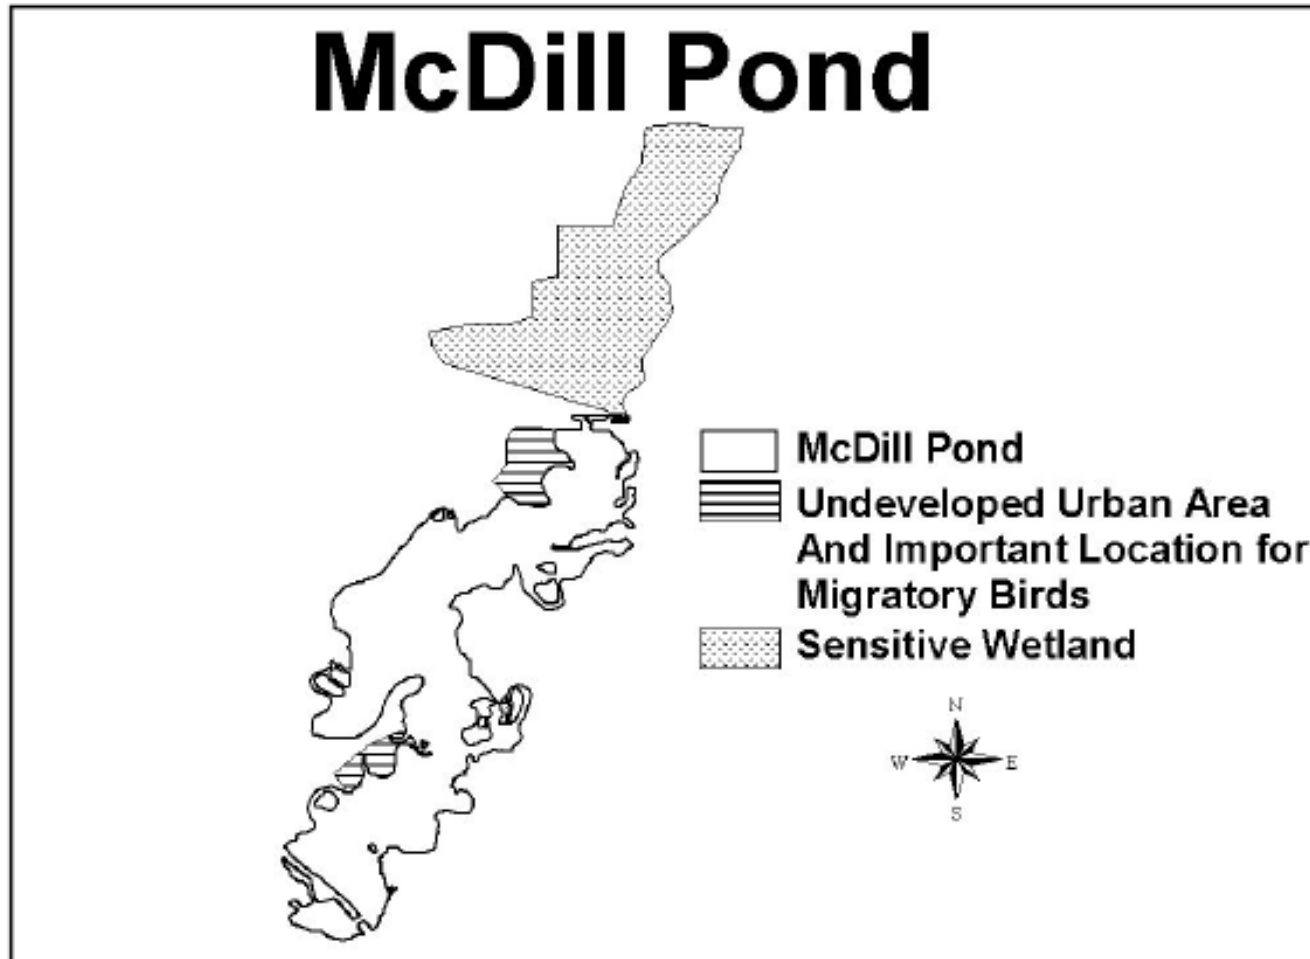 McDill Pond
McDill Pond
Undeveloped Urban Area
And Important Location for
Migratory Birds
Sensitive Wetland
N
W E
S